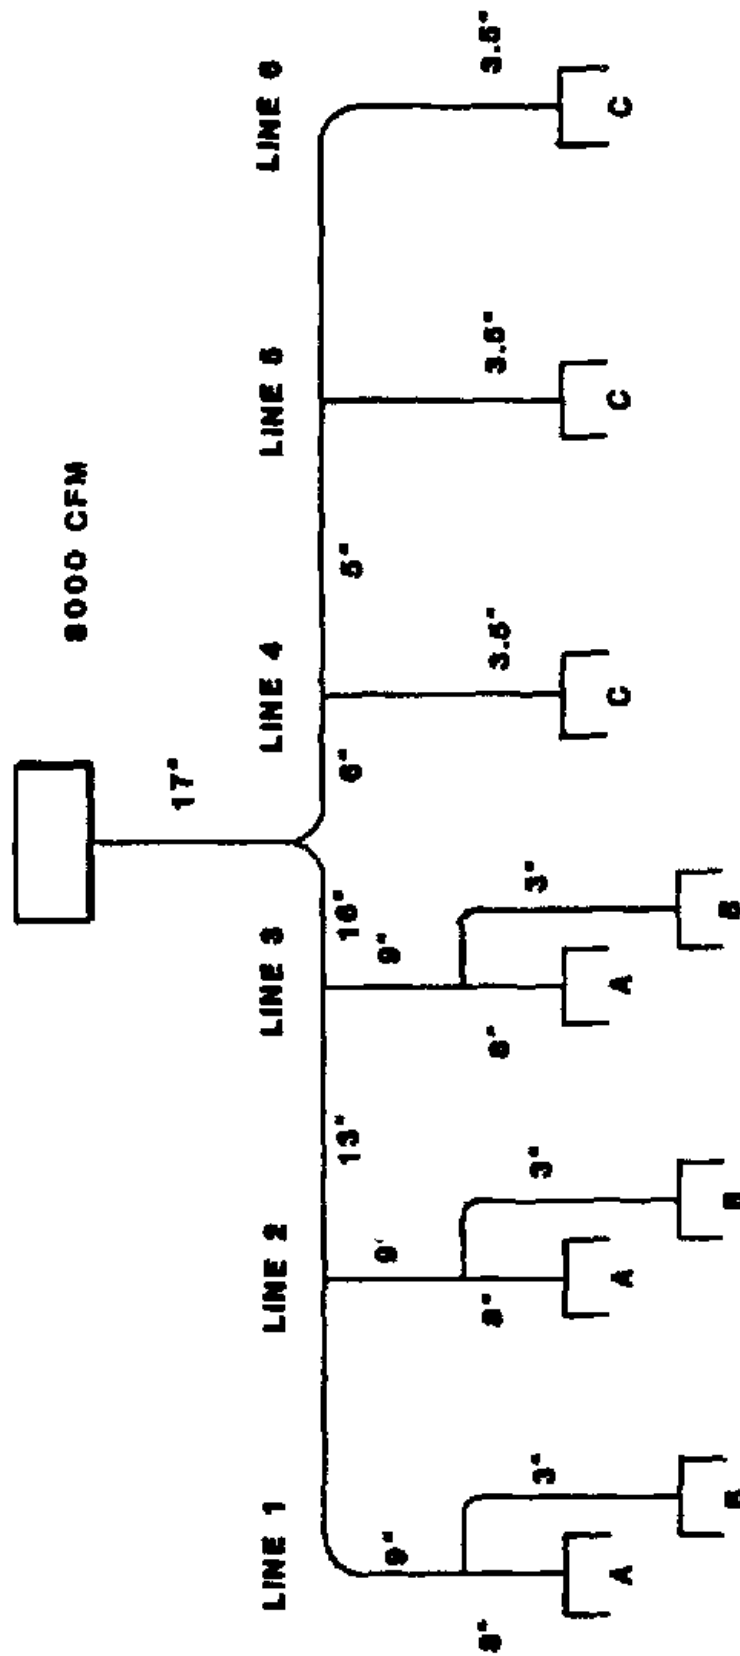 8000 CFM
17"
LINE 1 LINE 2 LINE 3 LINE 4 LINE 5 LINE 6
13" 16" 6" 5"
9" 9" 9"
8" 8" 8" 3.5" 3.5" 3.5"
3" 3" 3"
A A A C C C
B B B